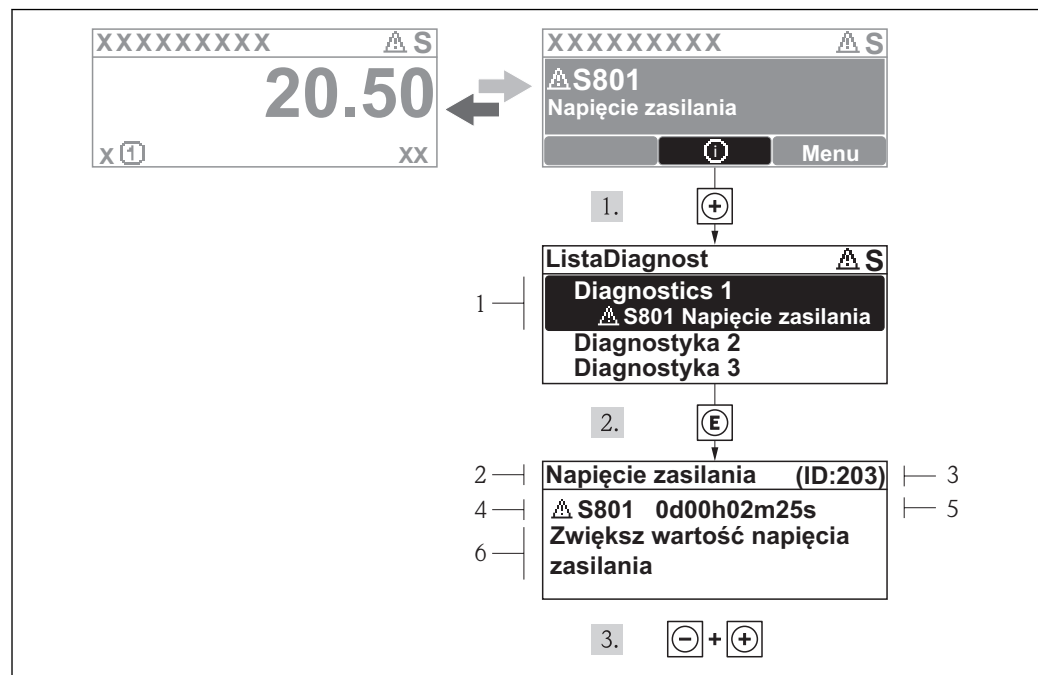 XXXXXXXXX ⚠ S
20.50
X ① XX
XXXXXXXXX ⚠ S
⚠ S801
Napięcie zasilania
ⓘ Menu
1. ⊕
ListaDiagnost ⚠ S
1
Diagnostics 1
⚠ S801 Napięcie zasilania
Diagnostyka 2
Diagnostyka 3
2. Ⓔ
2 Napięcie zasilania (ID:203) 3
4 ⚠ S801 0d00h02m25s 5
6 Zwiększ wartość napięcia
zasilania
3. ⊖ + ⊕